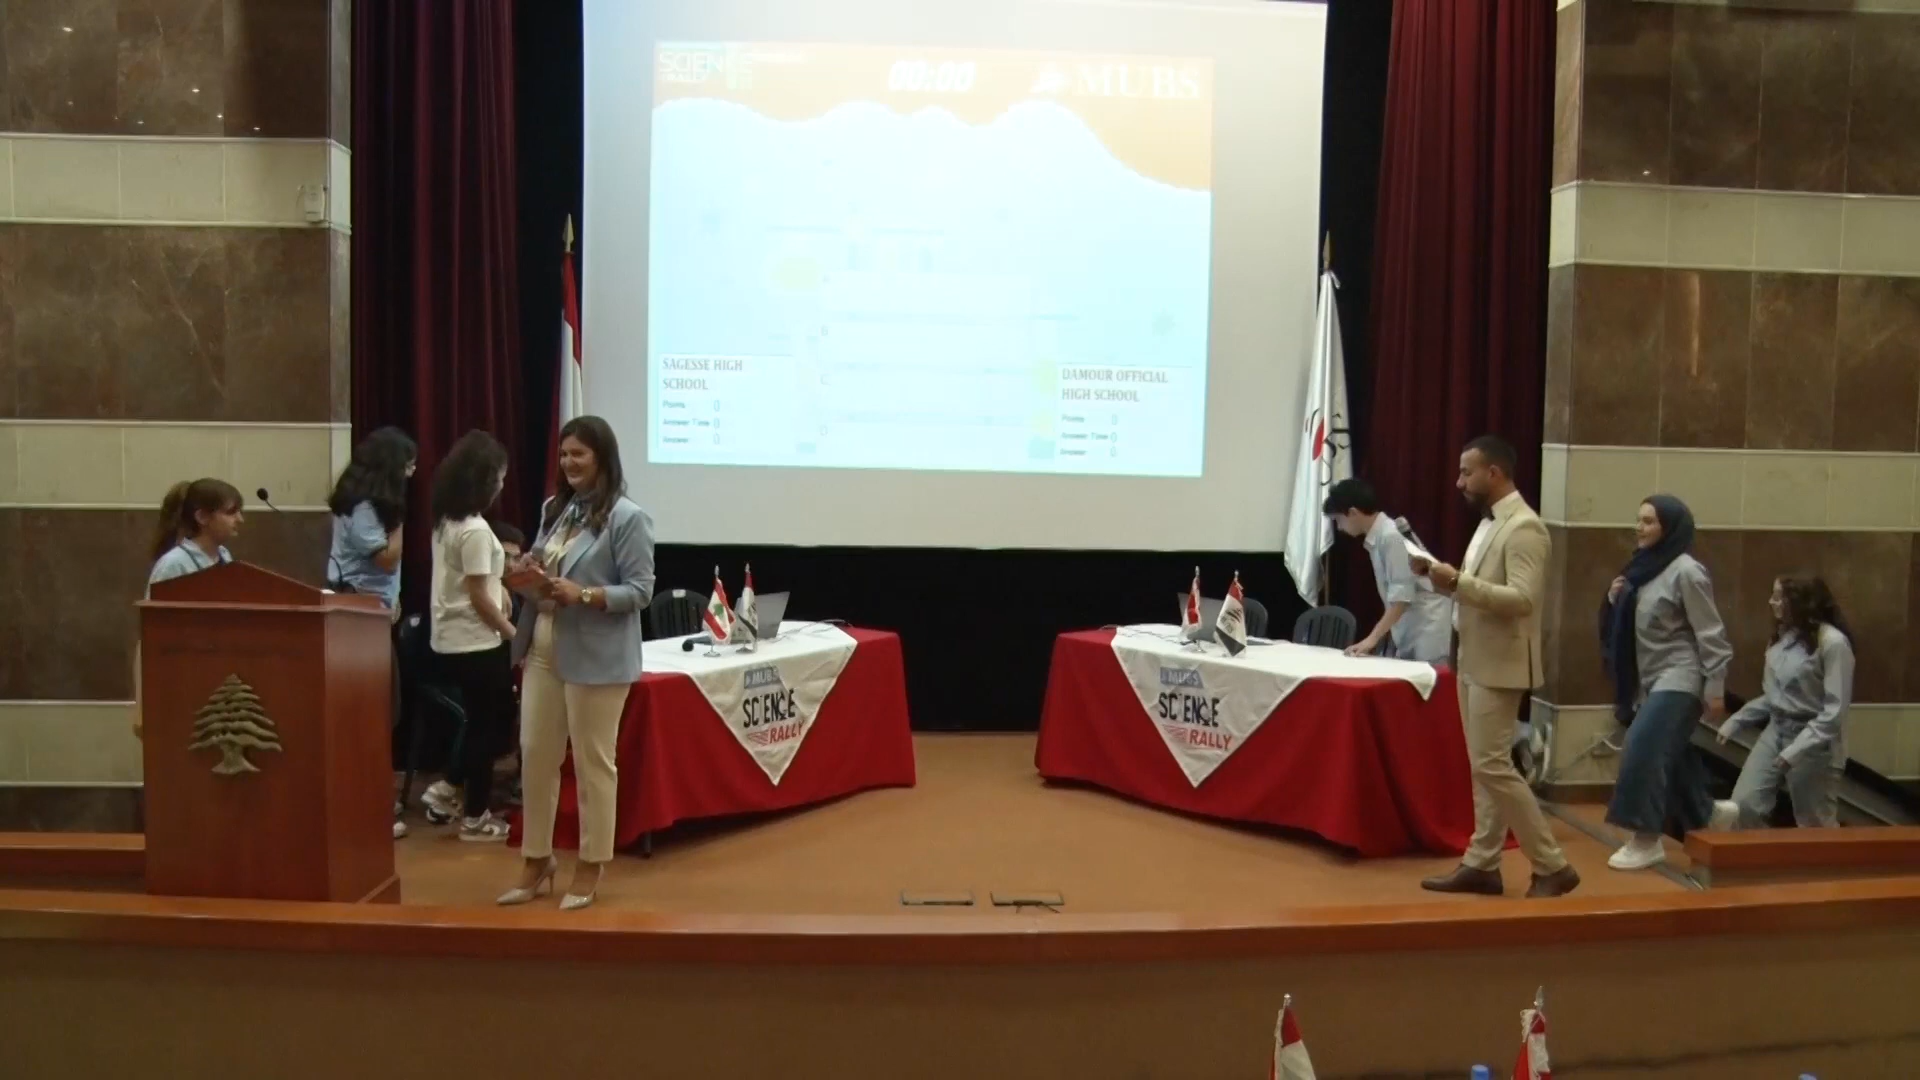 SCIENCE
RALLY
00:00
MUBS
B
C
D
SAGESSE HIGH
SCHOOL
Points 0
Answer Time 0
Answer 0
DAMOUR OFFICIAL
HIGH SCHOOL
Points 0
Answer Time 0
Answer 0
MUBS
SCIENCE
RALLY
MUBS
SCIENCE
RALLY